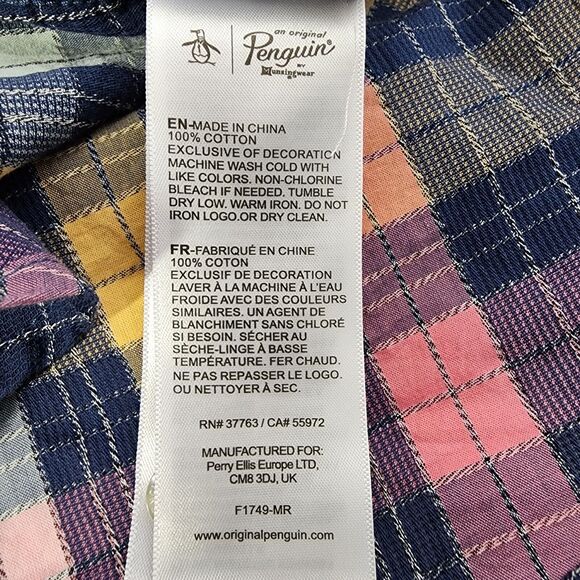 an original
Penguin®
BY
Munsingwear
EN-MADE IN CHINA
100% COTTON
EXCLUSIVE OF DECORATION
MACHINE WASH COLD WITH
LIKE COLORS. NON-CHLORINE
BLEACH IF NEEDED. TUMBLE
DRY LOW. WARM IRON. DO NOT
IRON LOGO.OR DRY CLEAN.
FR-FABRIQUÉ EN CHINE
100% COTON
EXCLUSIF DE DECORATION
LAVER À LA MACHINE À L'EAU
FROIDE AVEC DES COULEURS
SIMILAIRES. UN AGENT DE
BLANCHIMENT SANS CHLORÉ
SI BESOIN. SÉCHER AU
SÈCHE-LINGE À BASSE
TEMPÉRATURE. FER CHAUD.
NE PAS REPASSER LE LOGO.
OU NETTOYER À SEC.
RN# 37763 / CA# 55972
MANUFACTURED FOR:
Perry Ellis Europe LTD,
CM8 3DJ, UK
F1749-MR
www.originalpenguin.com